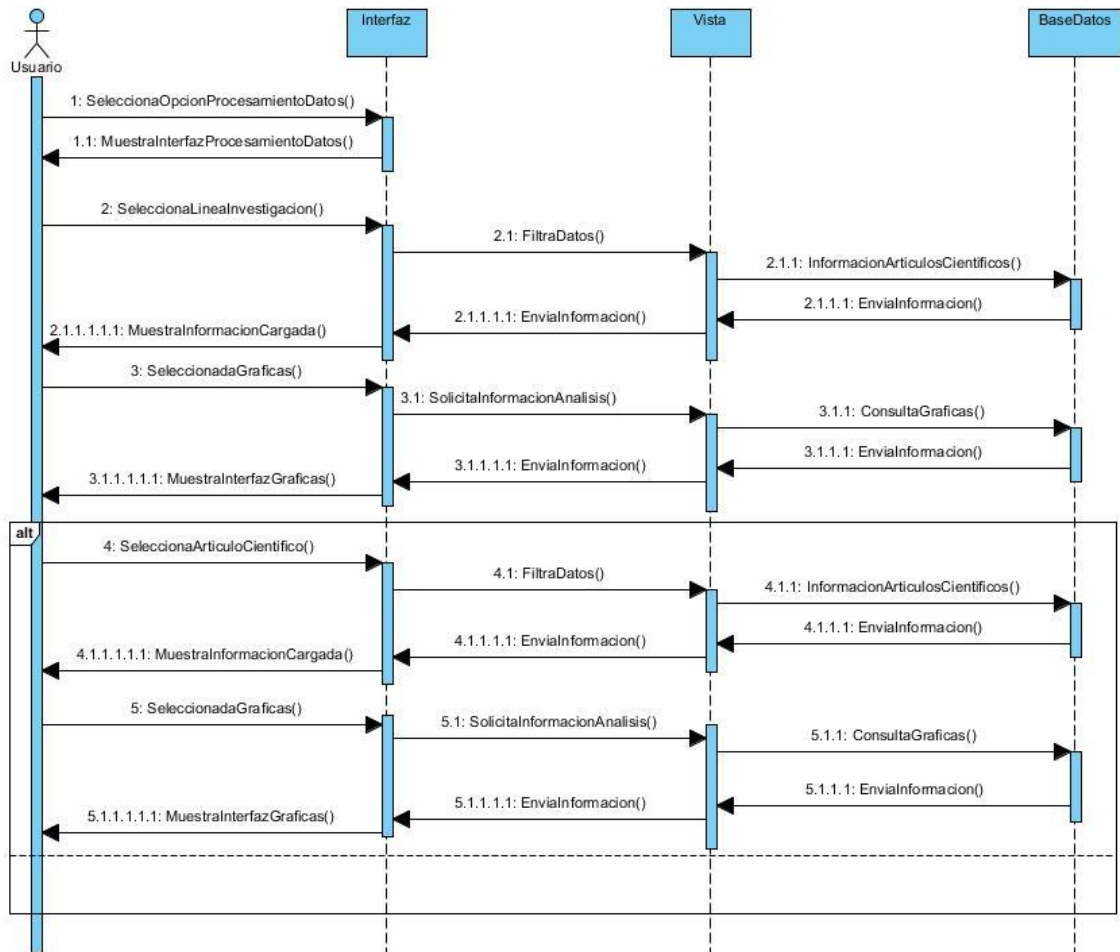 Usuario
Interfaz
Vista
BaseDatos
1: SeleccionaOpcionProcesamientoDatos()
1.1: MuestraInterfazProcesamientoDatos()
2: SeleccionaLineaInvestigacion()
2.1: FiltraDatos()
2.1.1: InformacionArticulosCientificos()
2.1.1.1: EnviaInformacion()
2.1.1.1.1: EnviaInformacion()
2.1.1.1.1.1: MuestraInformacionCargada()
3: SeleccionadaGraficas()
3.1: SolicitaInformacionAnalisis()
3.1.1: ConsultaGraficas()
3.1.1.1: EnviaInformacion()
3.1.1.1.1: EnviaInformacion()
3.1.1.1.1.1: MuestraInterfazGraficas()
alt
4: SeleccionaArticuloCientifico()
4.1: FiltraDatos()
4.1.1: InformacionArticulosCientificos()
4.1.1.1: EnviaInformacion()
4.1.1.1.1: EnviaInformacion()
4.1.1.1.1.1: MuestraInformacionCargada()
5: SeleccionadaGraficas()
5.1: SolicitaInformacionAnalisis()
5.1.1: ConsultaGraficas()
5.1.1.1: EnviaInformacion()
5.1.1.1.1: EnviaInformacion()
5.1.1.1.1.1: MuestraInterfazGraficas()